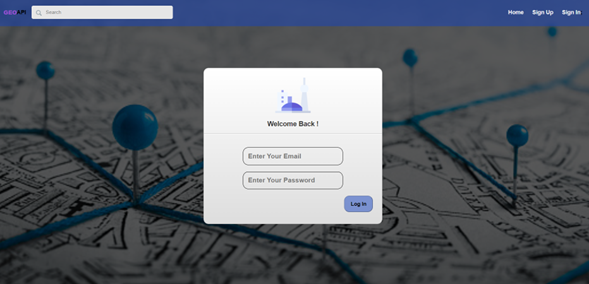 GEOAPI
Search
Home
Sign Up
Sign In
Welcome Back !
Enter Your Email
Enter Your Password
Log In